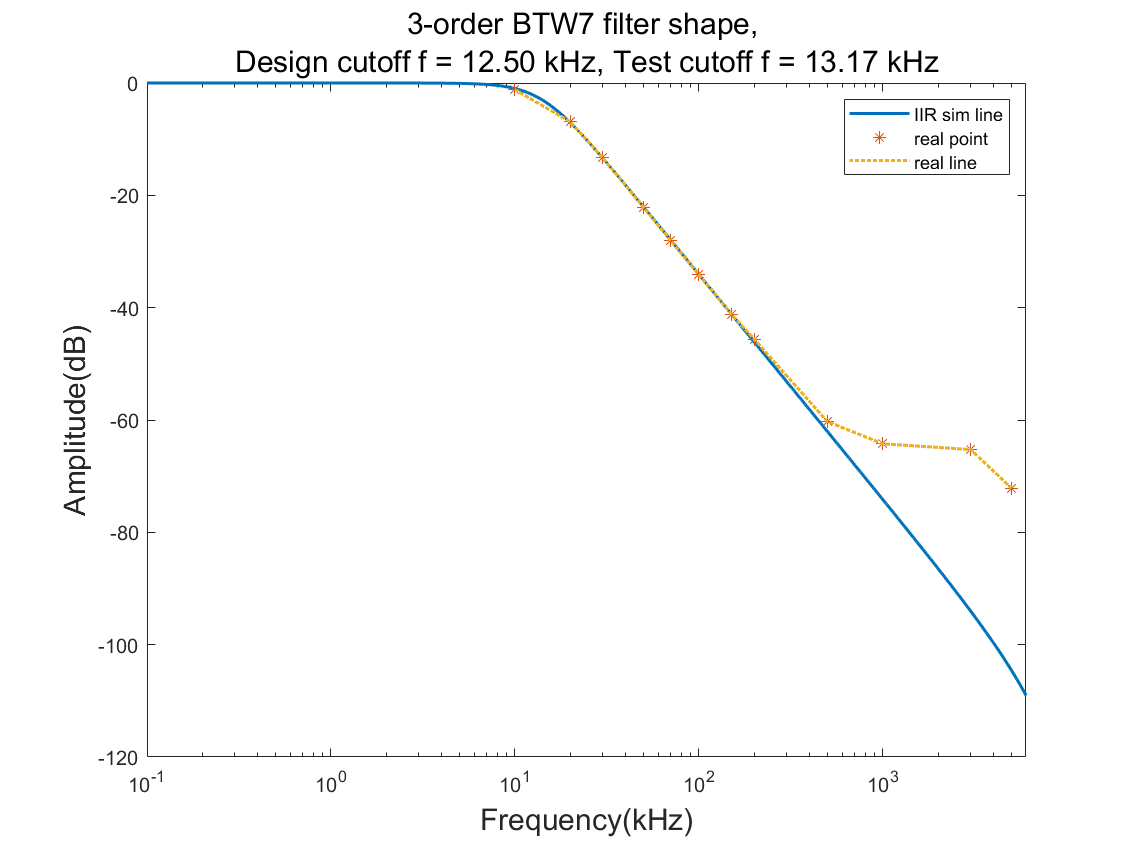 3-order BTW7 filter shape,
Design cutoff f = 12.50 kHz, Test cutoff f = 13.17 kHz
0
-20
-40
-60
-80
-100
-120
Amplitude(dB)
IIR sim line
real point
real line
10^-1
10^0
10^1
10^2
10^3
Frequency(kHz)